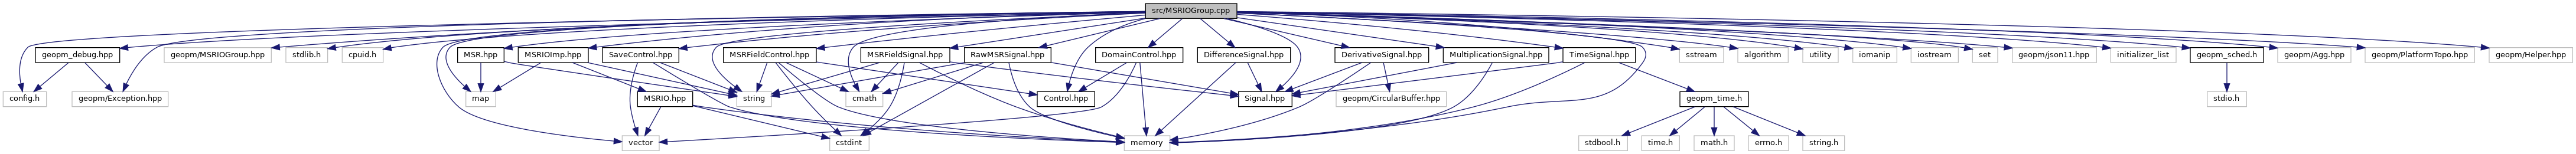 src/MSRIOGroup.cpp
geopm_debug.hpp
geopm/MSRIOGroup.hpp
stdlib.h
cpuid.h
MSR.hpp
MSRIOImp.hpp
SaveControl.hpp
MSRFieldControl.hpp
MSRFieldSignal.hpp
RawMSRSignal.hpp
DomainControl.hpp
DifferenceSignal.hpp
DerivativeSignal.hpp
MultiplicationSignal.hpp
TimeSignal.hpp
sstream
algorithm
utility
iomanip
iostream
set
geopm/json11.hpp
initializer_list
geopm_sched.h
geopm/Agg.hpp
geopm/PlatformTopo.hpp
geopm/Helper.hpp
config.h
geopm/Exception.hpp
map
MSRIO.hpp
string
cmath
Control.hpp
Signal.hpp
geopm/CircularBuffer.hpp
geopm_time.h
stdio.h
vector
cstdint
memory
stdbool.h
time.h
math.h
errno.h
string.h